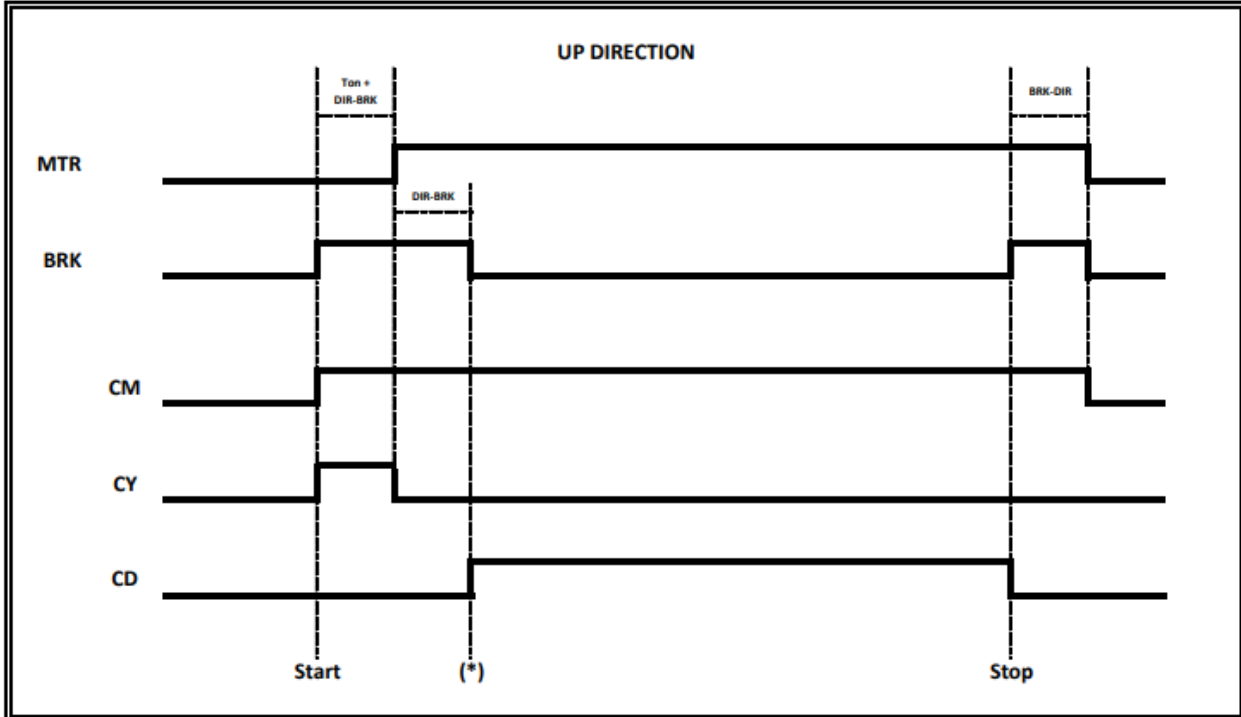 UP DIRECTION
Ton +
DIR-BRK
BRK-DIR
MTR
DIR-BRK
BRK
CM
CY
CD
Start
(*)
Stop